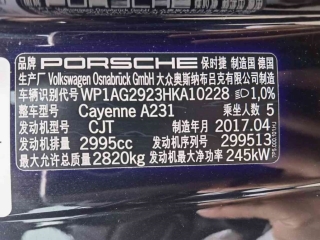 品牌 PORSCHE 保时捷 制造国 德国
生产厂 Volkswagen Osnabrück GmbH 大众奥斯纳布吕克有限公司 制造
车辆识别代号 WP1AG2923HKA10228 1,0%
整车型号 Cayenne A231 乘坐人数 5
发动机型号 CJT 制造年月 2017.04
发动机排量 2995cc 299513
最大允许总质量 2820kg 发动机最大净功率 245kW